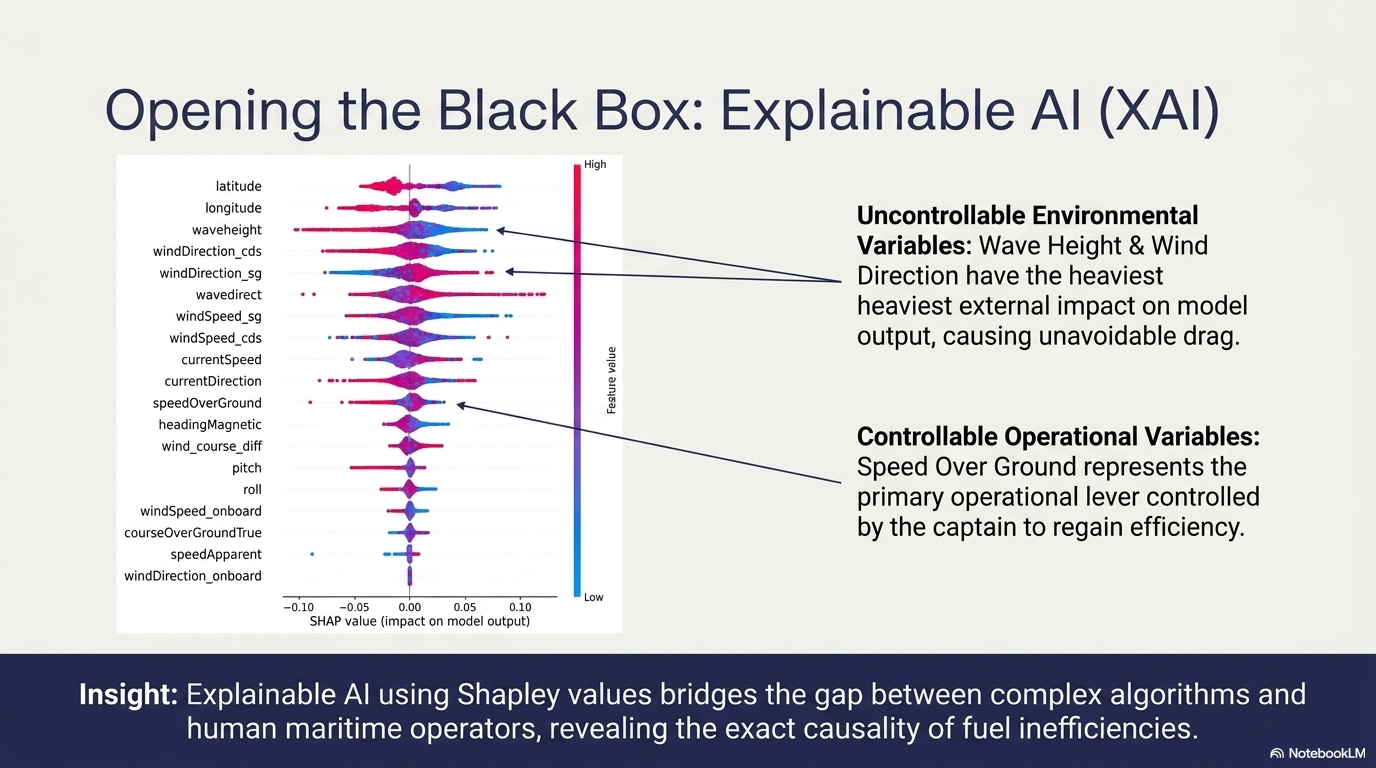 Opening the Black Box: Explainable AI (XAI)
High
latitude
longitude
waveheight
windDirection_cds
windDirection_sg
wavedirect
windSpeed_sg
windSpeed_cds
currentSpeed
currentDirection
speedOverGround
headingMagnetic
wind_course_diff
pitch
roll
windSpeed_onboard
courseOverGroundTrue
speedApparent
windDirection_onboard
Feature value
Low
−0.10 −0.05 0.00 0.05 0.10
SHAP value (impact on model output)
Uncontrollable Environmental
Variables: Wave Height & Wind
Direction have the heaviest
heaviest external impact on model
output, causing unavoidable drag.
Controllable Operational Variables:
Speed Over Ground represents the
primary operational lever controlled
by the captain to regain efficiency.
Insight: Explainable AI using Shapley values bridges the gap between complex algorithms and
human maritime operators, revealing the exact causality of fuel inefficiencies.
NotebookLM